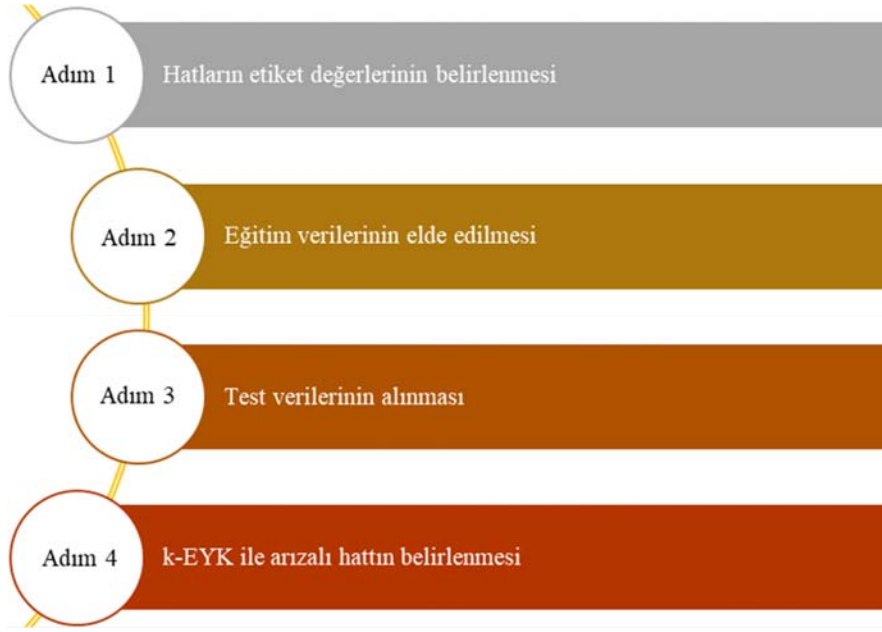 Adım 1
Hatların etiket değerlerinin belirlenmesi
Adım 2
Eğitim verilerinin elde edilmesi
Adım 3
Test verilerinin alınması
Adım 4
k-EYK ile arızalı hattın belirlenmesi